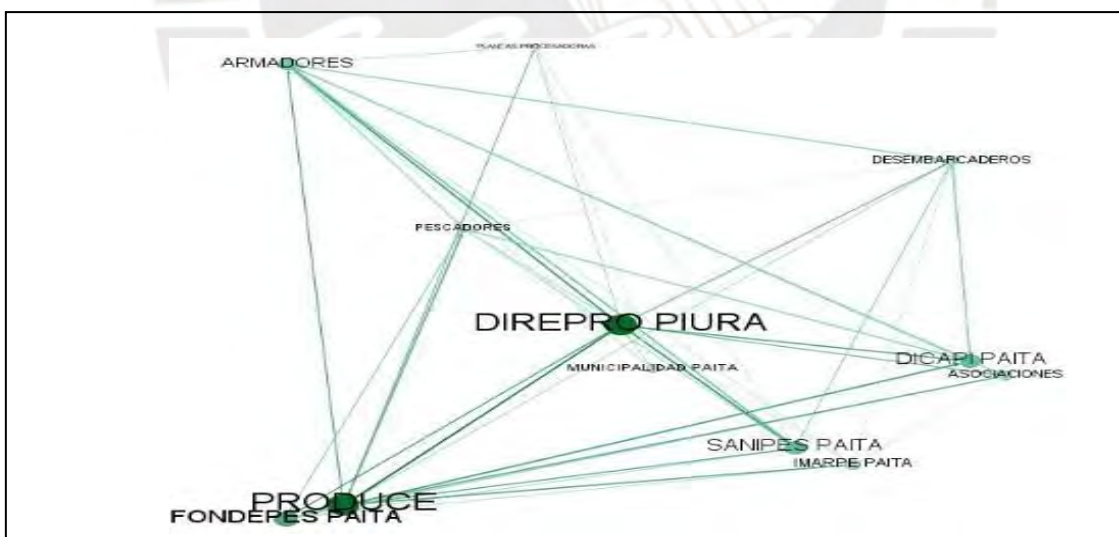 PLANTAS PROCESADORAS
ARMADORES
DESEMBARCADEROS
PESCADORES
DIREPRO PIURA
DICAPI PAITA
MUNICIPALIDAD PAITA
ASOCIACIONES
SANIPES PAITA
IMARPE PAITA
PRODUCE
FONDEPES PAITA